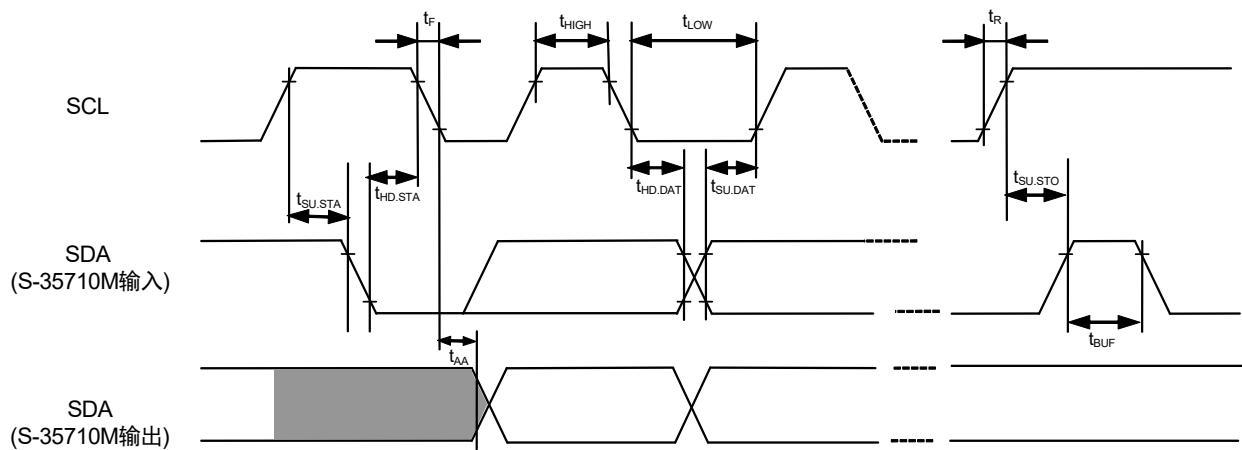 tF
tHIGH
tLOW
tR
SCL
tSU.STA
tHD.STA
tHD.DAT
tSU.DAT
tSU.STO
SDA
(S-35710M输入)
tBUF
tAA
SDA
(S-35710M输出)